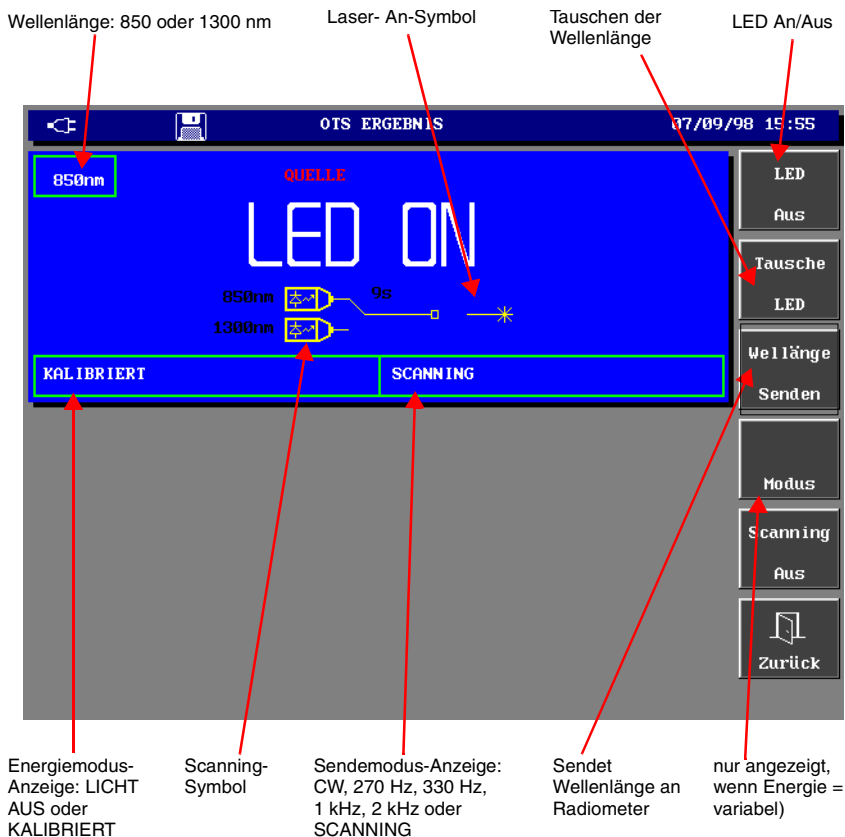 Wellenlänge: 850 oder 1300 nm
Laser- An-Symbol
Tauschen der
Wellenlänge
LED An/Aus
OTS ERGEBNIS
07/09/98 15:55
850nm
QUELLE
LED ON
850nm
9s
1300nm
KALIBRIERT
SCANNING
LED
Aus
Tausche
LED
Wellänge
Senden
Modus
Scanning
Aus
Zurück
Energiemodus-
Anzeige: LICHT
AUS oder
KALIBRIERT
Scanning-
Symbol
Sendemodus-Anzeige:
CW, 270 Hz, 330 Hz,
1 kHz, 2 kHz oder
SCANNING
Sendet
Wellenlänge an
Radiometer
nur angezeigt,
wenn Energie =
variabel)